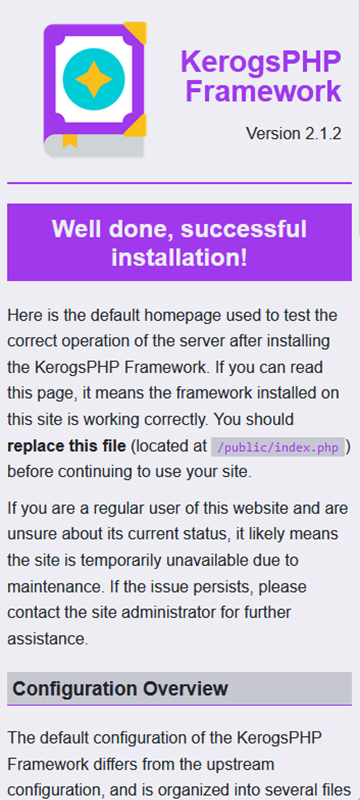 KerogsPHP
Framework
Version 2.1.2
Well done, successful
installation!
Here is the default homepage used to test the
correct operation of the server after installing
the KerogsPHP Framework. If you can read
this page, it means the framework installed on
this site is working correctly. You should
replace this file (located at /public/index.php)
before continuing to use your site.
If you are a regular user of this website and are
unsure about its current status, it likely means
the site is temporarily unavailable due to
maintenance. If the issue persists, please
contact the site administrator for further
assistance.
Configuration Overview
The default configuration of the KerogsPHP
Framework differs from the upstream
configuration, and is organized into several files